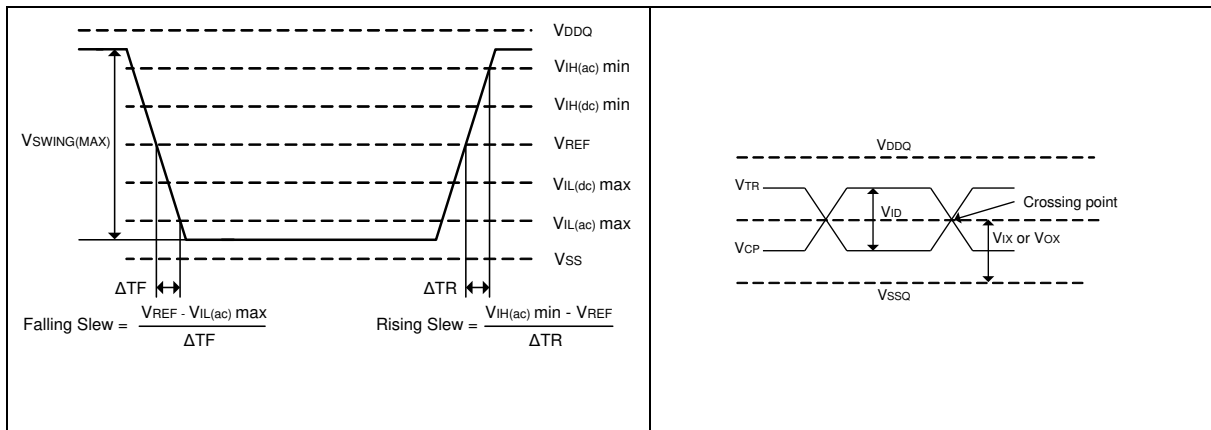 VDDQ
VIH(ac) min
VIH(dc) min
VSWING(MAX)
VREF
VIL(dc) max
VIL(ac) max
VSS
ΔTF
ΔTR
Falling Slew = VREF - VIL(ac) max
ΔTF
Rising Slew = VIH(ac) min - VREF
ΔTR
VDDQ
VTR
VID
Crossing point
VCP
VIX or VOX
VSSQ